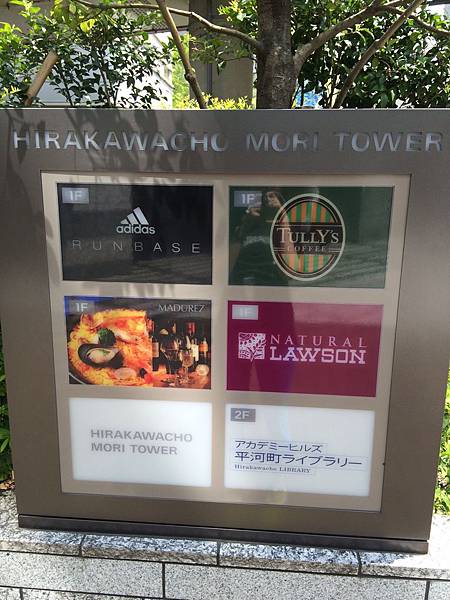 HIRAKAWACHO MORI TOWER
1F
adidas
RUNBASE
1F
TULLY'S
COFFEE
1F
MADUREZ
1F
NATURAL
LAWSON
HIRAKAWACHO
MORI TOWER
2F
アカデミーヒルズ
平河町ライブラリー
Hirakawacho LIBRARY